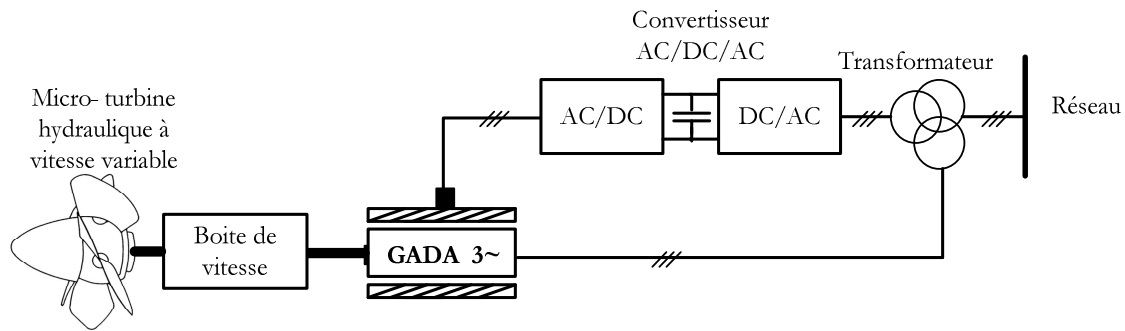 Convertisseur
AC/DC/AC
Transformateur
Micro- turbine
hydraulique à
vitesse variable
AC/DC
DC/AC
Réseau
Boite de
vitesse
GADA 3~